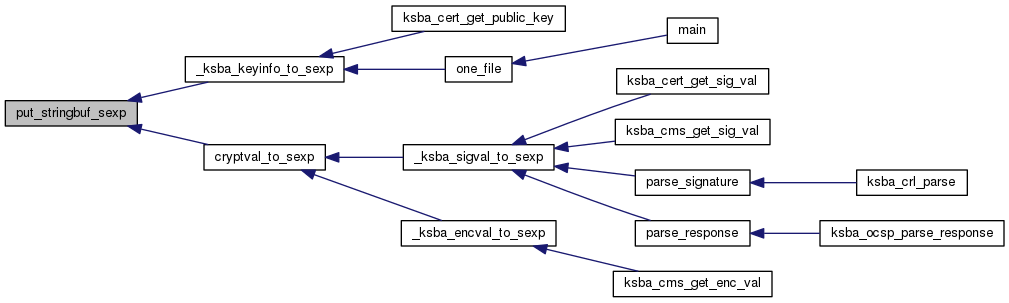 ksba_cert_get_public_key
main
_ksba_keyinfo_to_sexp
one_file
ksba_cert_get_sig_val
put_stringbuf_sexp
ksba_cms_get_sig_val
cryptval_to_sexp
_ksba_sigval_to_sexp
parse_signature
ksba_crl_parse
_ksba_encval_to_sexp
parse_response
ksba_ocsp_parse_response
ksba_cms_get_enc_val